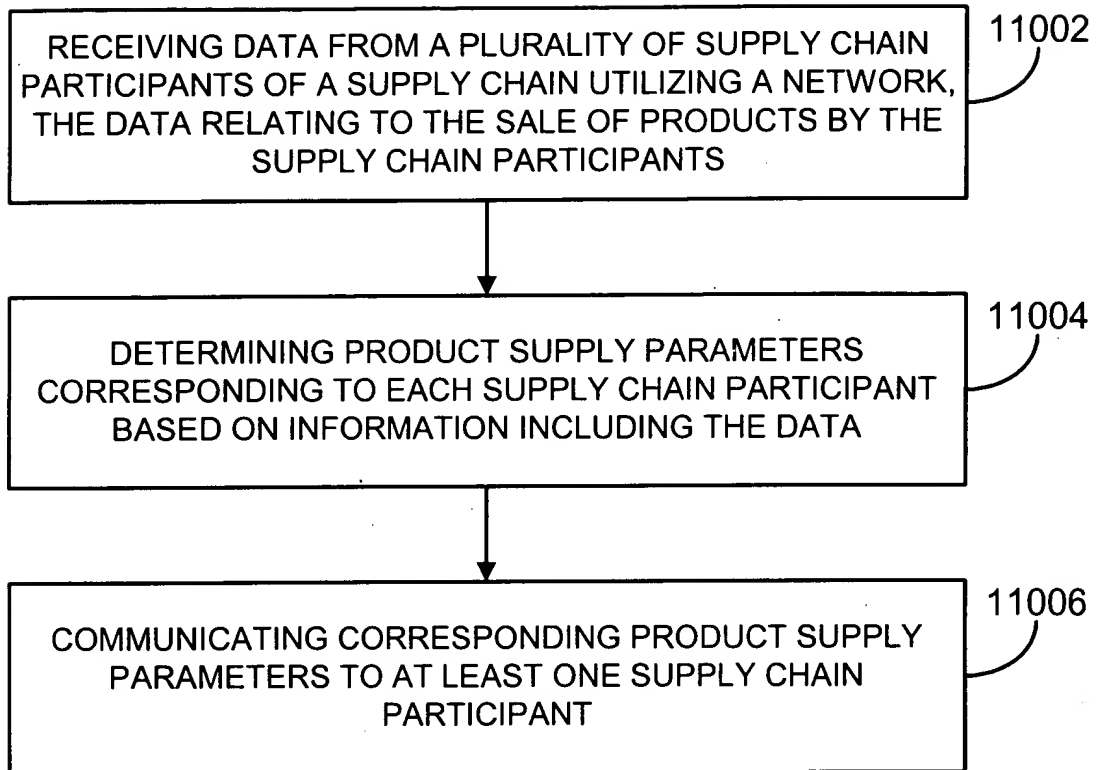 RECEIVING DATA FROM A PLURALITY OF SUPPLY CHAIN
PARTICIPANTS OF A SUPPLY CHAIN UTILIZING A NETWORK,
THE DATA RELATING TO THE SALE OF PRODUCTS BY THE
SUPPLY CHAIN PARTICIPANTS
11002
DETERMINING PRODUCT SUPPLY PARAMETERS
CORRESPONDING TO EACH SUPPLY CHAIN PARTICIPANT
BASED ON INFORMATION INCLUDING THE DATA
11004
COMMUNICATING CORRESPONDING PRODUCT SUPPLY
PARAMETERS TO AT LEAST ONE SUPPLY CHAIN
PARTICIPANT
11006